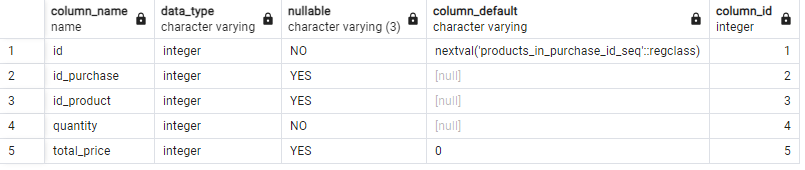 column_name data_type nullable column_default column_id
name character varying character varying (3) character varying integer
1 id integer NO nextval('products_in_purchase_id_seq'::regclass) 1
2 id_purchase integer YES [null] 2
3 id_product integer YES [null] 3
4 quantity integer NO [null] 4
5 total_price integer YES 0 5